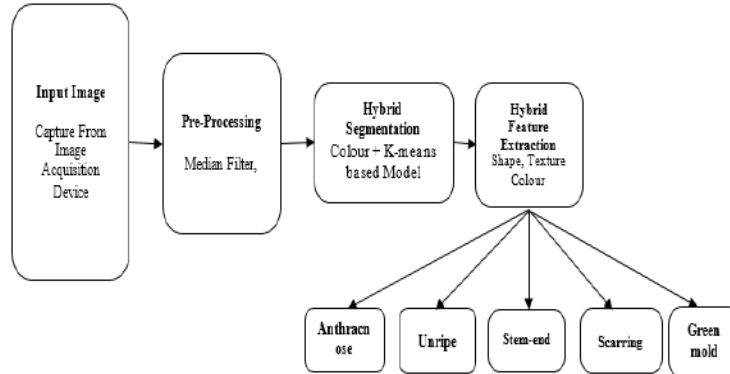 Input Image
Capture From
Image
Acquisition
Device
Pre-Processing
Median Filter,
Hybrid
Segmentation
Colour + K-means
based Model
Hybrid
Feature
Extraction
Shape, Texture
Colour
Anthracn
ose
Unripe
Stem-end
Scarring
Green
mold